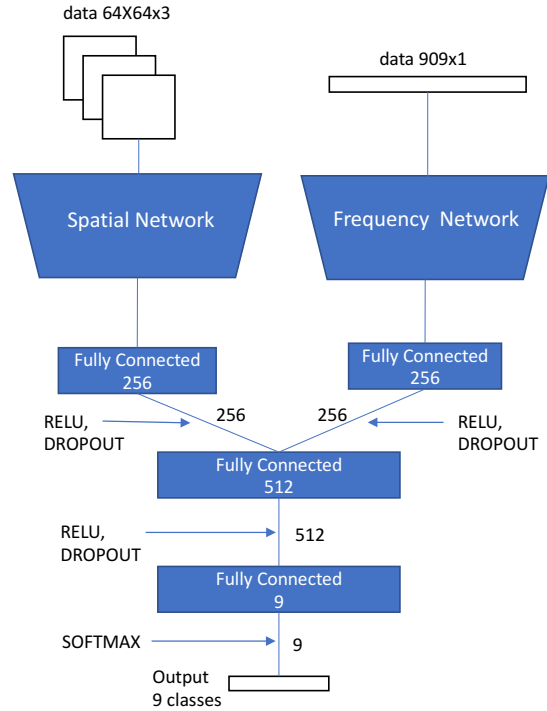 data 64X64x3
data 909x1
Spatial Network
Frequency Network
Fully Connected
256
Fully Connected
256
RELU,
DROPOUT
256
256
RELU,
DROPOUT
Fully Connected
512
RELU,
DROPOUT
512
Fully Connected
9
SOFTMAX
9
Output
9 classes